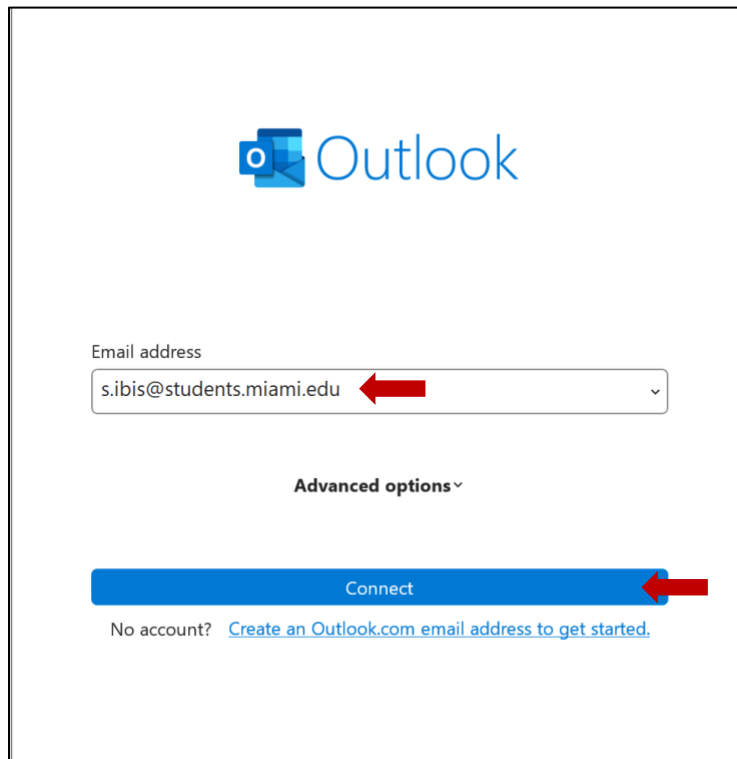 Outlook
Email address
s.ibis@students.miami.edu
Advanced options
Connect
No account? Create an Outlook.com email address to get started.